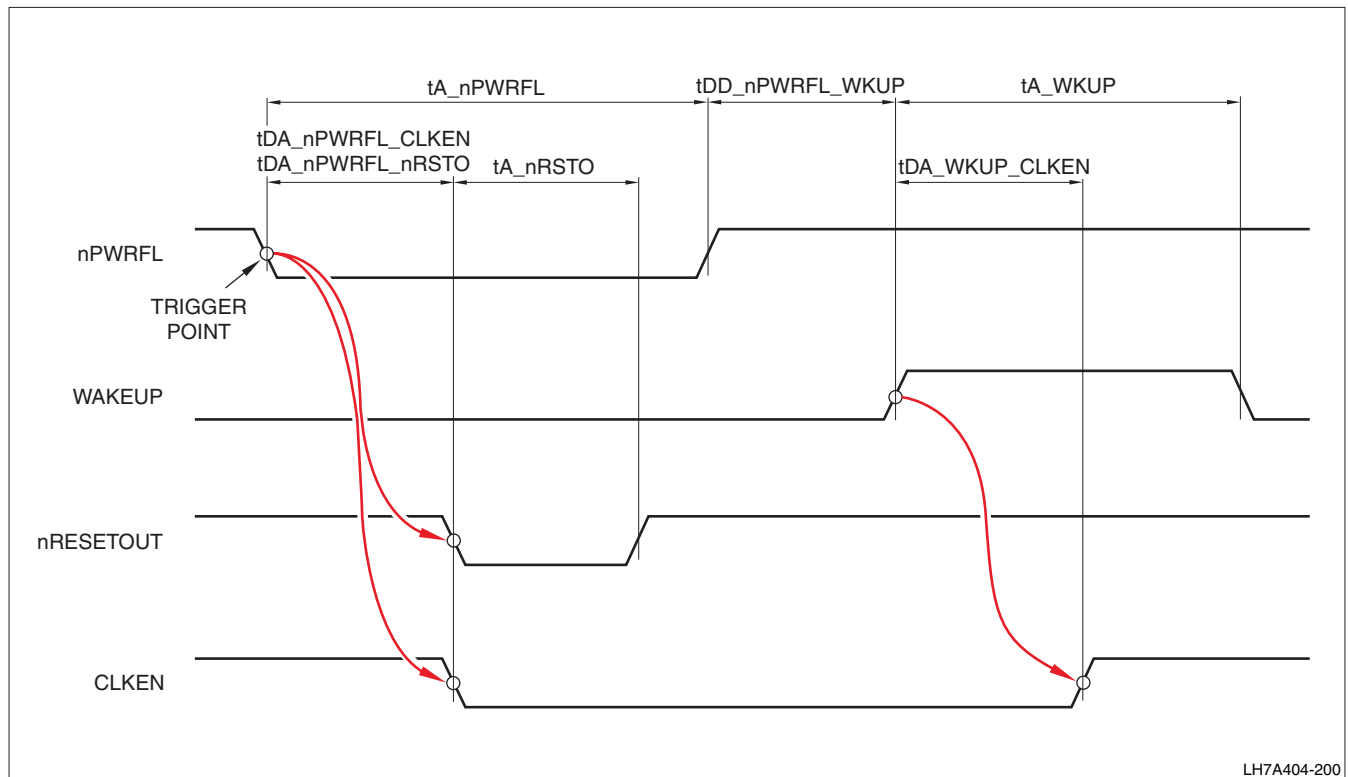 tA_nPWRFL
tDD_nPWRFL_WKUP
tA_WKUP
tDA_nPWRFL_CLKEN
tDA_nPWRFL_nRSTO
tA_nRSTO
tDA_WKUP_CLKEN
nPWRFL
TRIGGER
POINT
WAKEUP
nRESETOUT
CLKEN
LH7A404-200